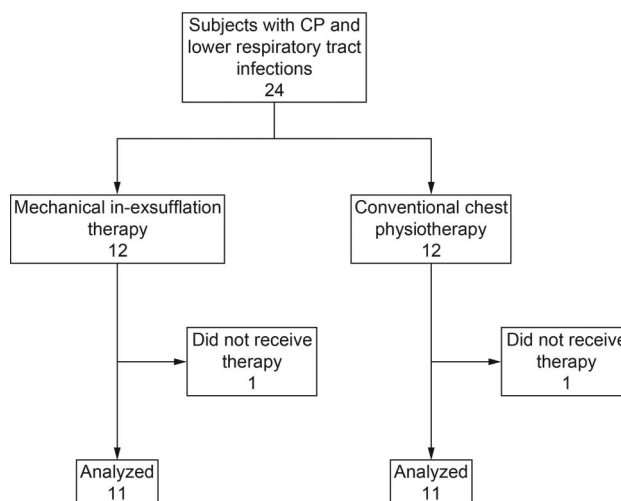 Subjects with CP and
lower respiratory tract
infections
24
Mechanical in-exsufflation
therapy
12
Conventional chest
physiotherapy
12
Did not receive
therapy
1
Did not receive
therapy
1
Analyzed
11
Analyzed
11